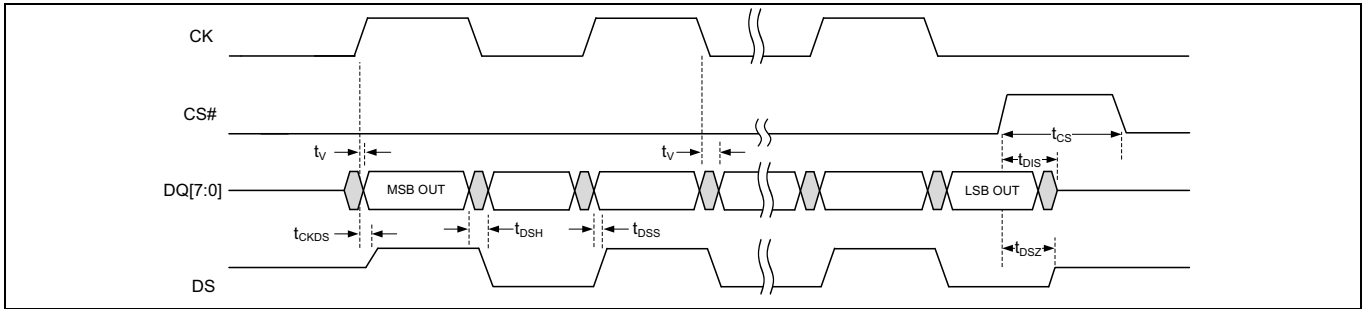 CK
CS#
tCS
tV
tV
tDIS
DQ[7:0]
MSB OUT
LSB OUT
tCKDS
tDSH
tDSS
tDSZ
DS